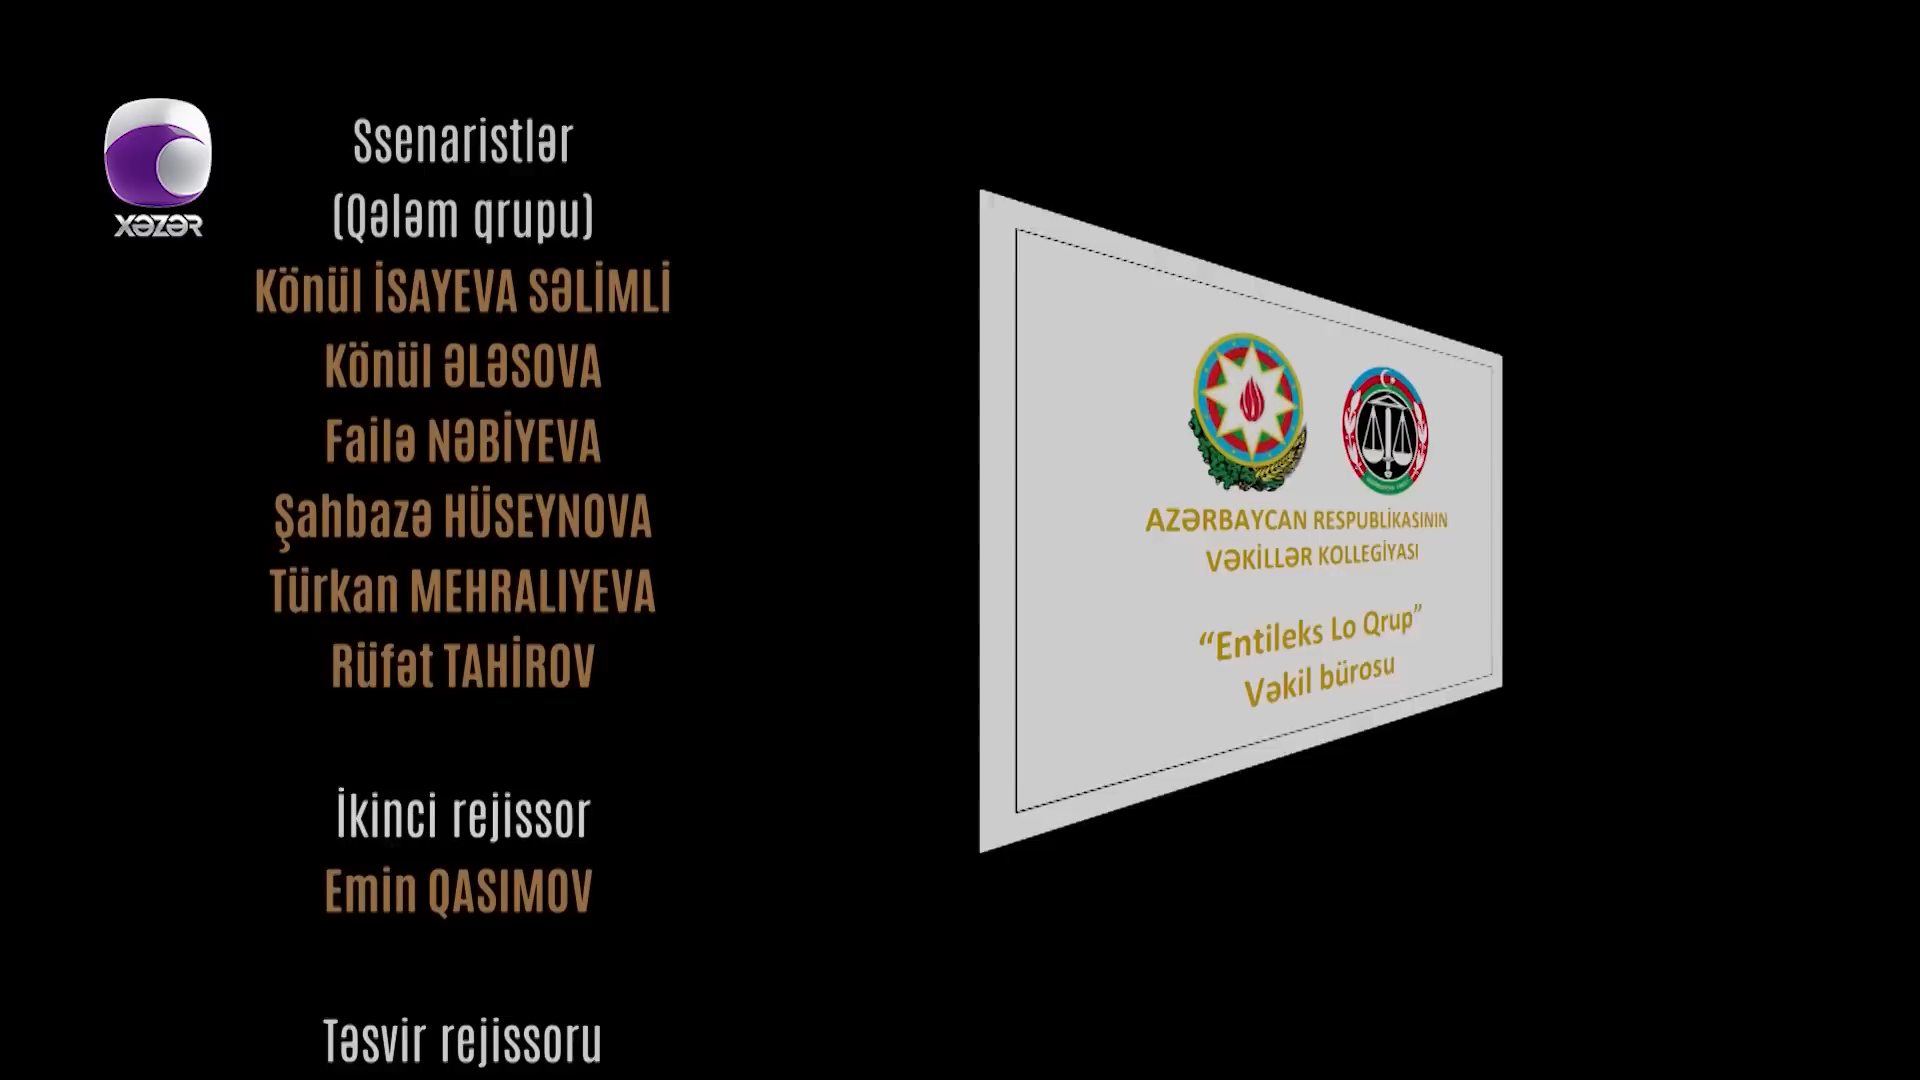 XƏZƏR
Ssenaristlər
(Qələm qrupu)
Könül İSAYEVA SƏLİMLİ
Könül ƏLƏSOVA
Failə NƏBİYEVA
Şahbazə HÜSEYNOVA
Türkan MEHRALIYEVA
Rüfət TAHİROV
İkinci rejissor
Emin QASIMOV
Təsvir rejissoru
AZƏRBAYCAN RESPUBLİKASININ
VƏKİLLƏR KOLLEGİYASI
“Entileks Lo Qrup”
Vəkil bürosu